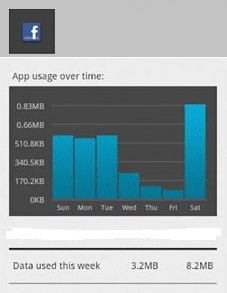 f
App usage over time:
0.83MB
0.66MB
510.8KB
340.5KB
170.2KB
0KB
Sun Mon Tue Wed Thu Fri Sat
Data used this week 3.2MB 8.2MB